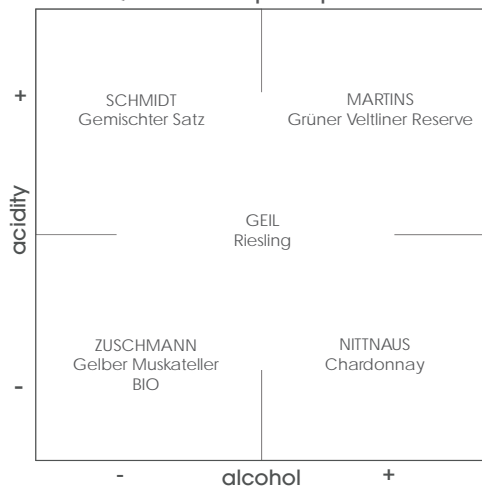 +
SCHMIDT
Gemischter Satz
MARTINS
Grüner Veltliner Reserve
acidity
GEIL
Riesling
ZUSCHMANN
Gelber Muskateller
BIO
NITTNAUS
Chardonnay
-
-
alcohol
+